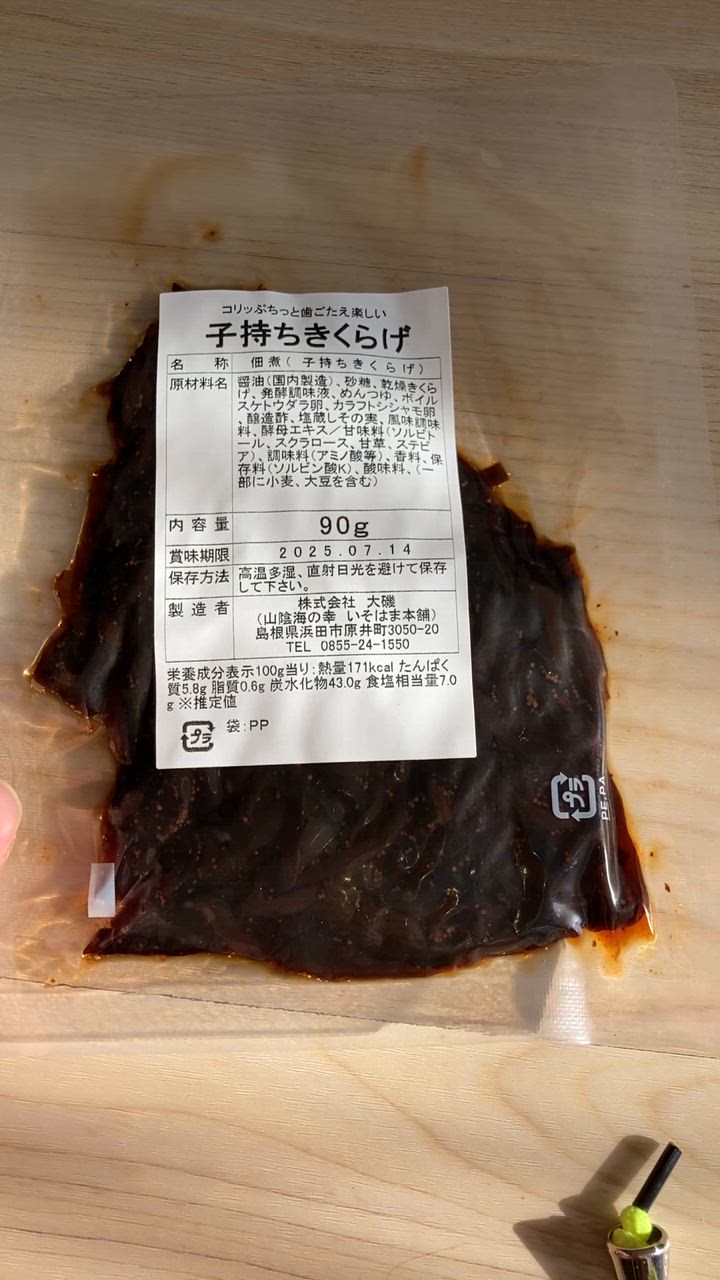 コリッぷちっと歯ごたえ楽しい
子持ちきくらげ
名称 佃煮(子持ちきくらげ)
原材料名 醤油(国内製造)、砂糖、乾燥きくら
げ、発酵調味液、めんつゆ、ボイル
スケトウダラ卵、カラフトシシャモ卵
、醸造酢、塩蔵しその実、風味調味
料、酵母エキス/甘味料(ソルビト
ール、スクラロース、甘草、ステビ
ア)、調味料(アミノ酸等)、香料、保
存料(ソルビン酸K)、酸味料、(一
部に小麦、大豆を含む)
内容量 90g
賞味期限 2025.07.14
保存方法 高温多湿、直射日光を避けて保存
して下さい。
製造者 株式会社 大磯
(山陰海の幸 いそはま本舗)
島根県浜田市原井町3050-20
TEL 0855-24-1550
栄養成分表示100g当り:熱量171kcal たんぱく
質5.8g 脂質0.6g 炭水化物43.0g 食塩相当量7.0
g ※推定値
プラ 袋:PP
プラ PE,PA